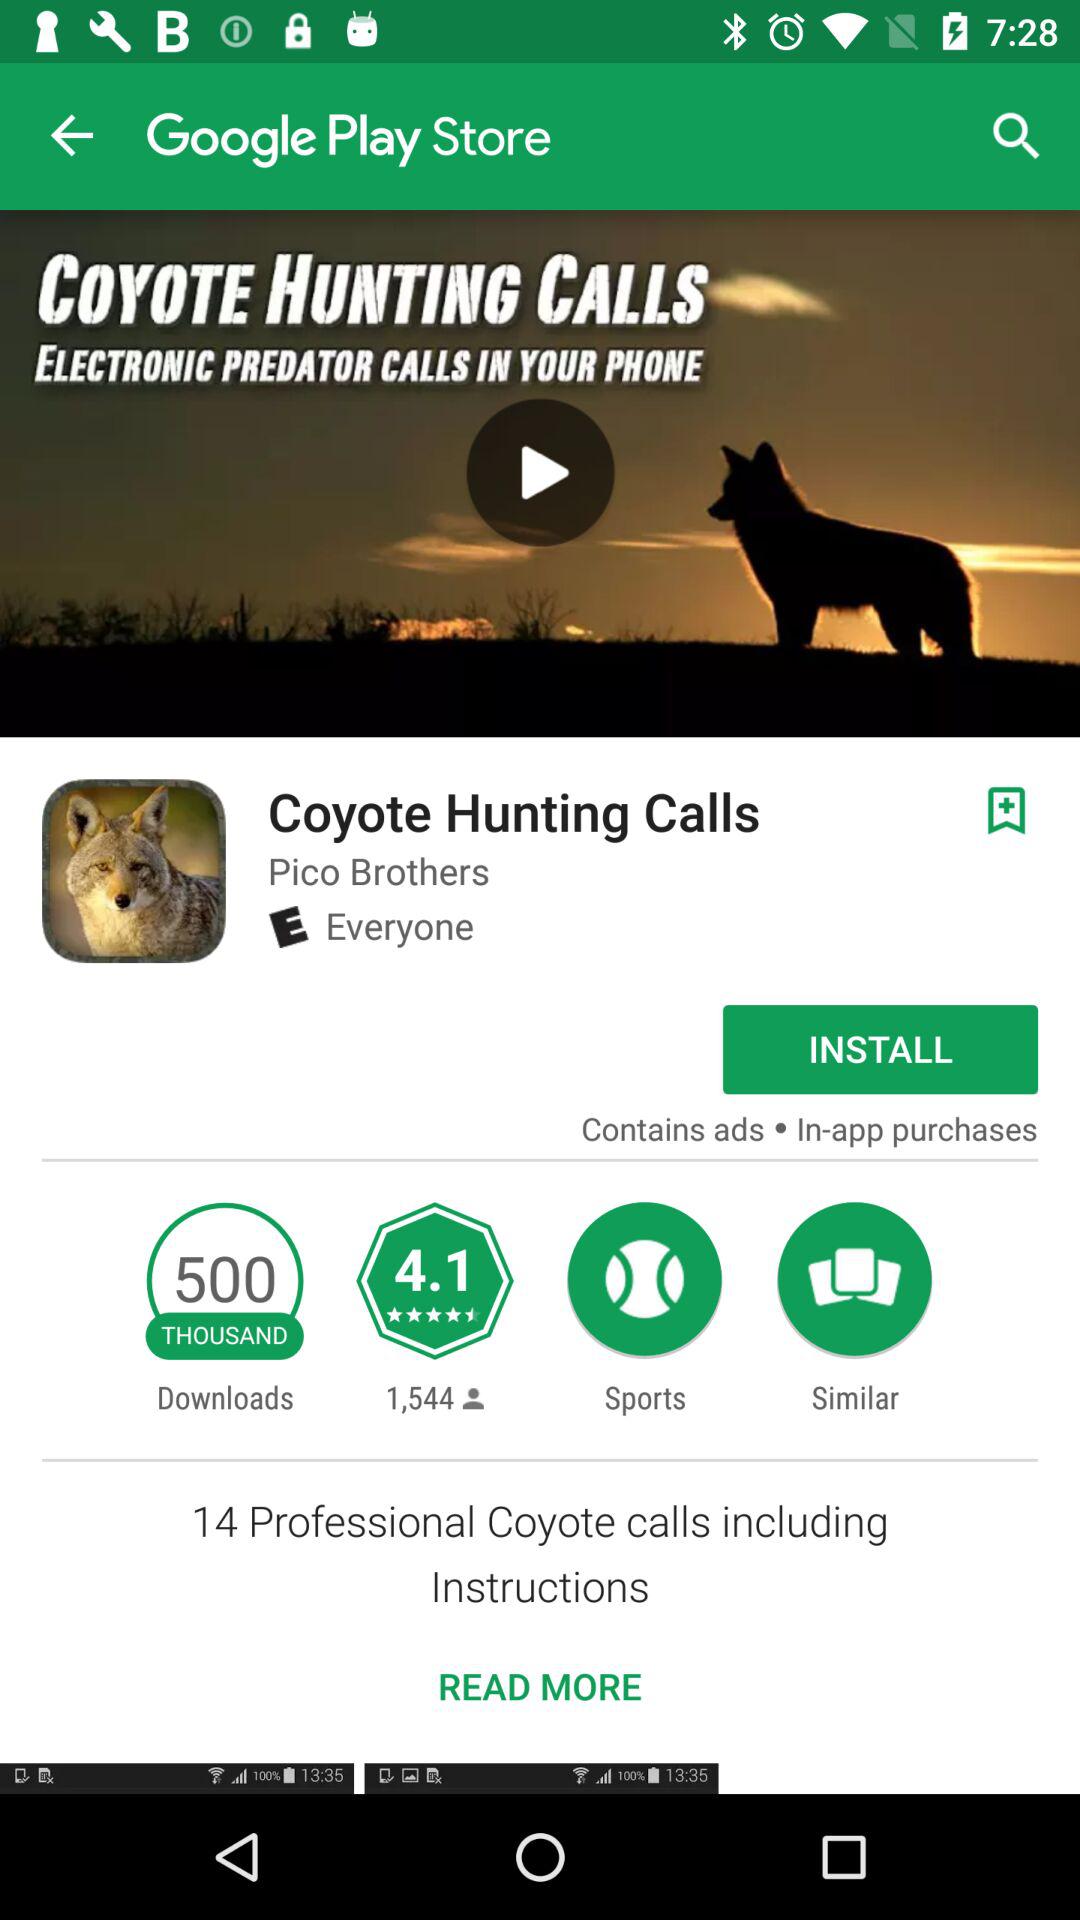 7:28
Google Play Store
COYOTE HUNTING CALLS
ELECTRONIC PREDATOR CALLS IN YOUR PHONE
Coyote Hunting Calls
Pico Brothers
E Everyone
INSTALL
Contains ads • In-app purchases
500
THOUSAND
4.1
Downloads
1,544
Sports
Similar
14 Professional Coyote calls including
Instructions
READ MORE
100% 13:35
100% 13:35